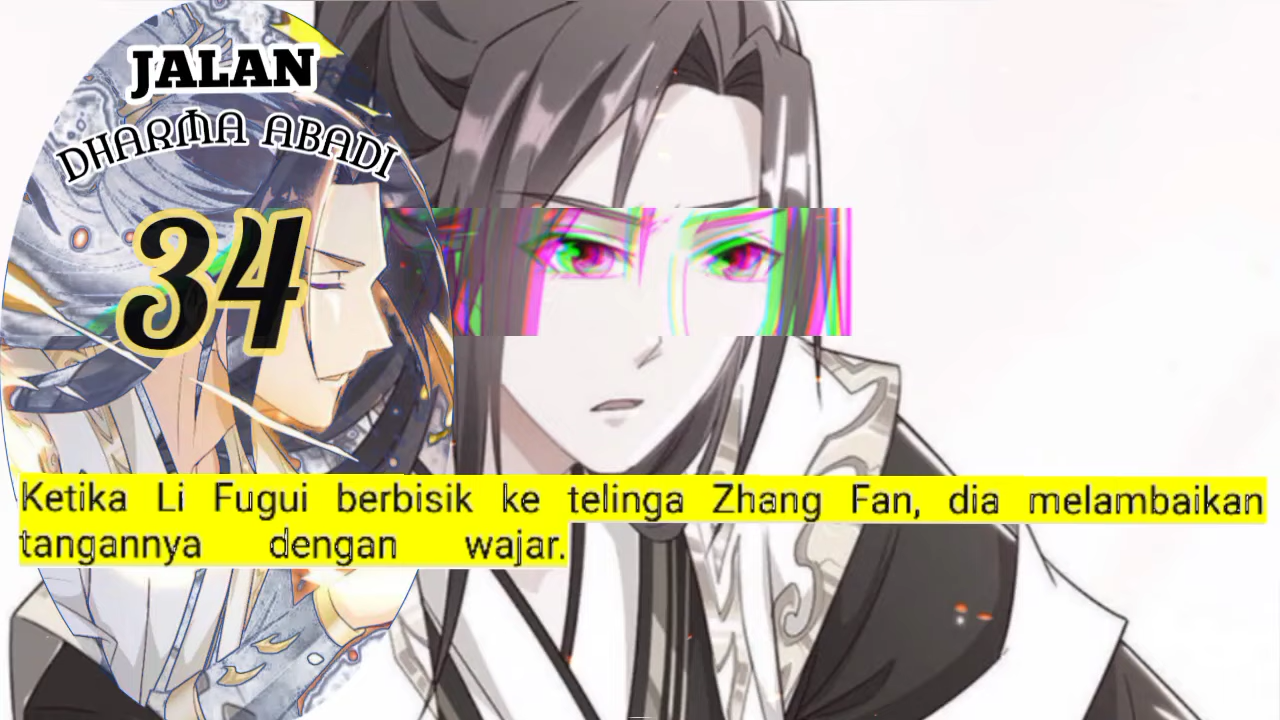 JALAN
DHARMA ABADI
34
Ketika Li Fugui berbisik ke telinga Zhang Fan, dia melambaikan
tangannya dengan wajar.